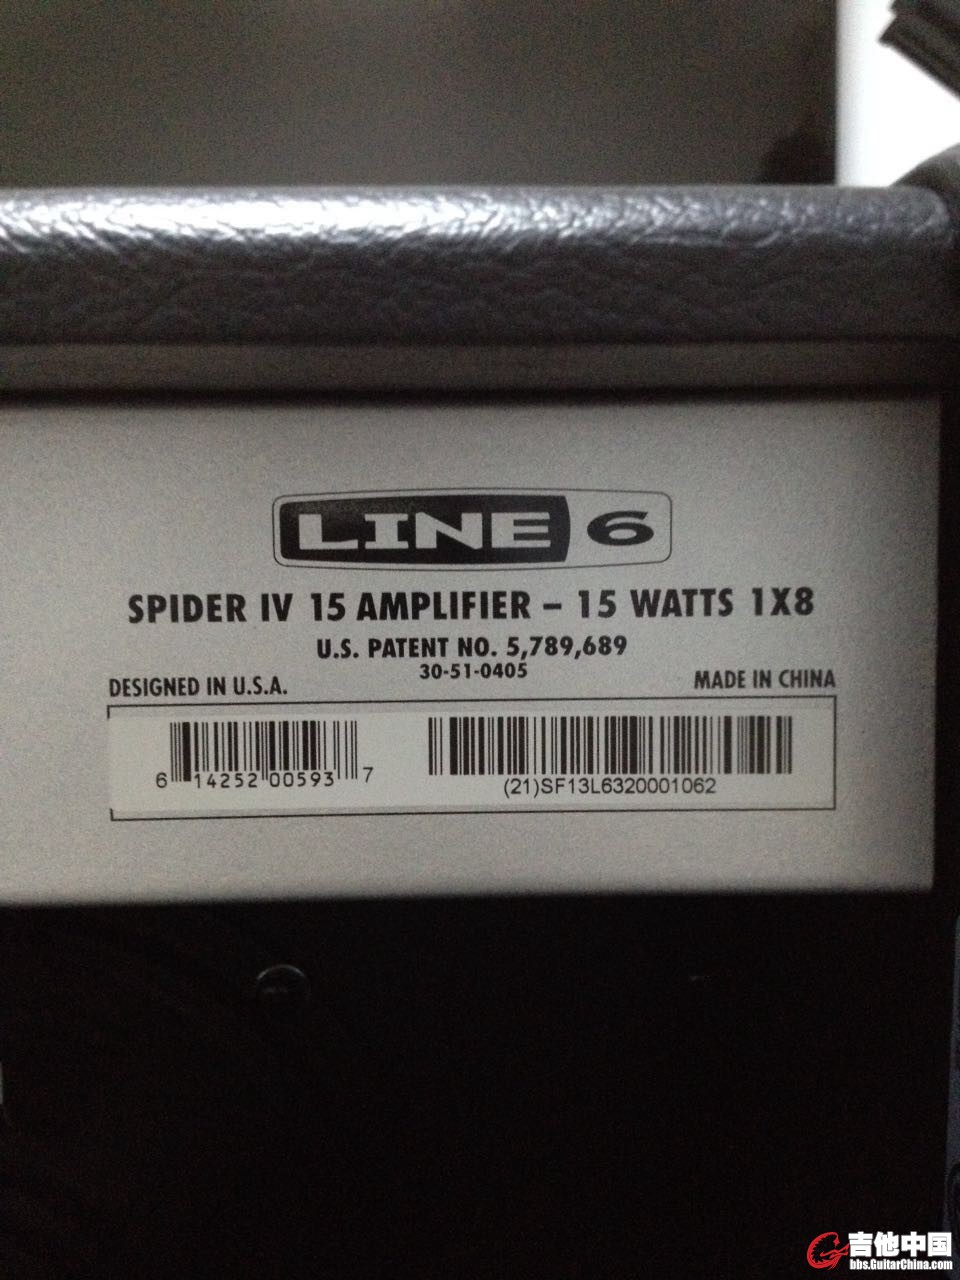 LINE 6
SPIDER IV 15 AMPLIFIER – 15 WATTS 1X8
U.S. PATENT NO. 5,789,689
30-51-0405
DESIGNED IN U.S.A.
MADE IN CHINA
6 14252 00593 7
(21)SF13L6320001062
吉他中国
bbs.GuitarChina.com